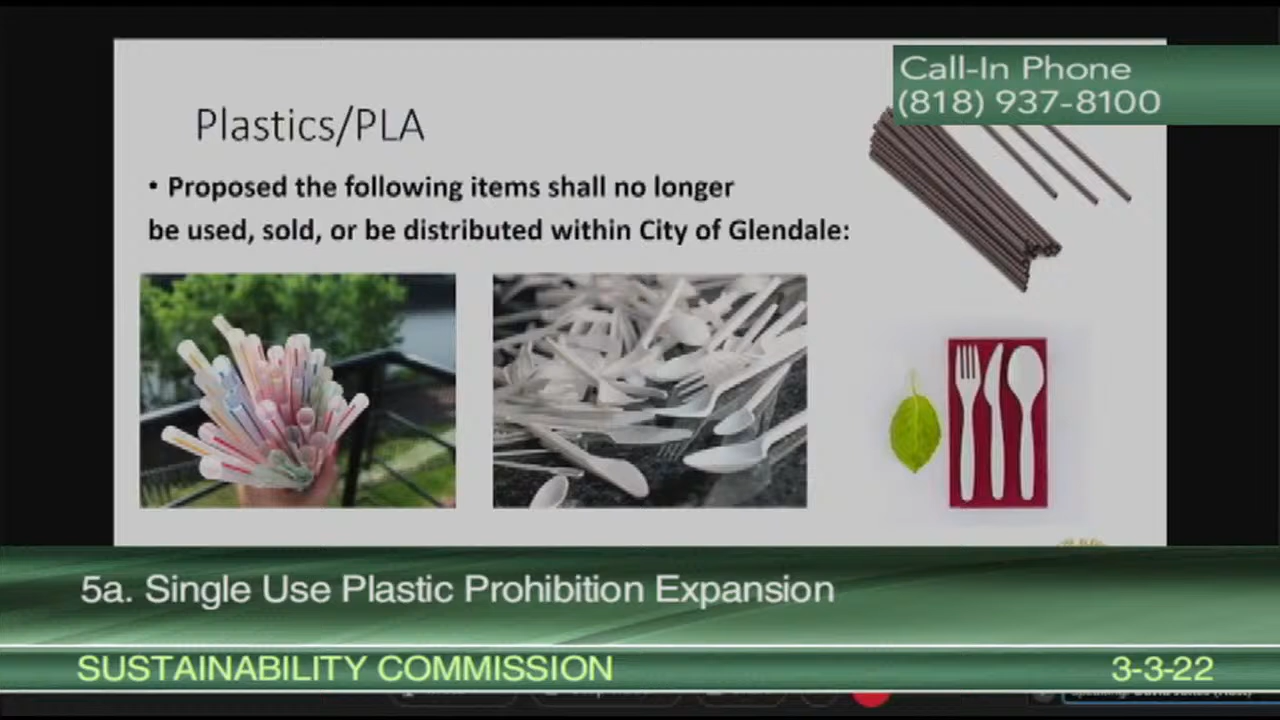 Call-In Phone
(818) 937-8100
Plastics/PLA
• Proposed the following items shall no longer
be used, sold, or be distributed within City of Glendale:
5a. Single Use Plastic Prohibition Expansion
SUSTAINABILITY COMMISSION
3-3-22